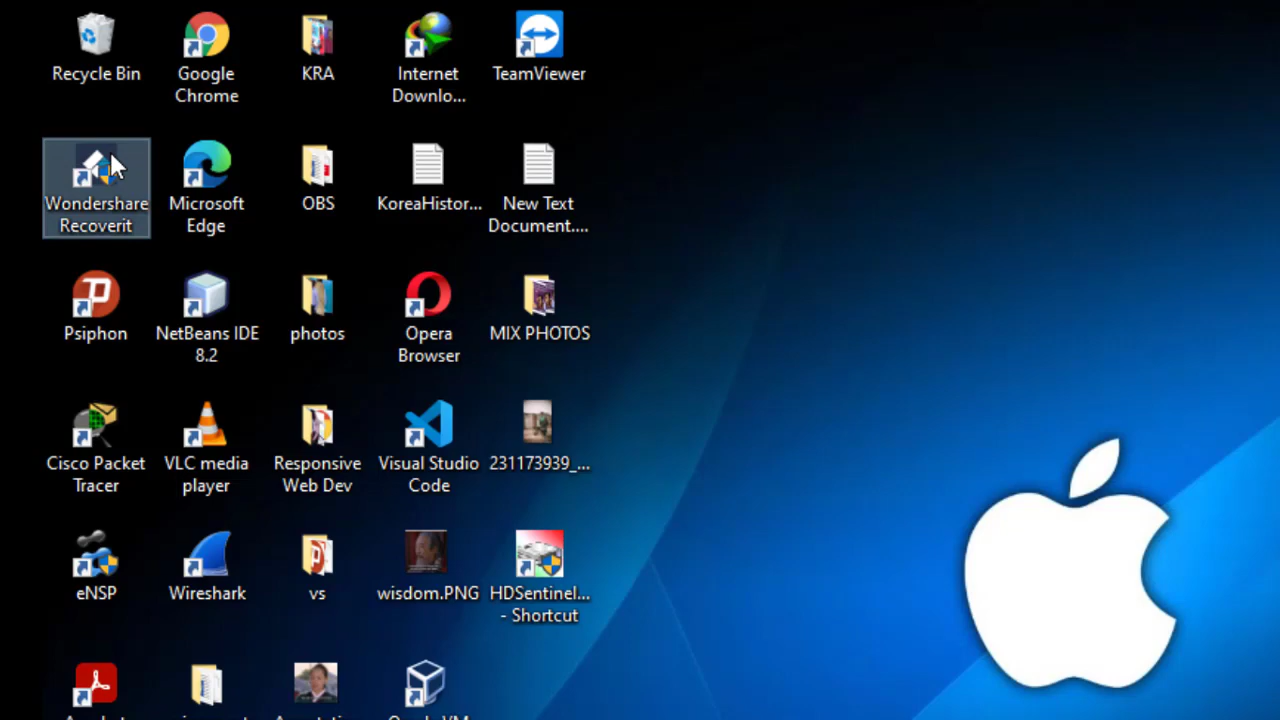 Recycle Bin
Google
Chrome
KRA
Internet
Downlo...
TeamViewer
Wondershare
Recoverit
Microsoft
Edge
OBS
KoreaHistor...
New Text
Document....
Psiphon
NetBeans IDE
8.2
photos
Opera
Browser
MIX PHOTOS
Cisco Packet
Tracer
VLC media
player
Responsive
Web Dev
Visual Studio
Code
231173939_...
eNSP
Wireshark
vs
wisdom.PNG
HDSentinel...
- Shortcut